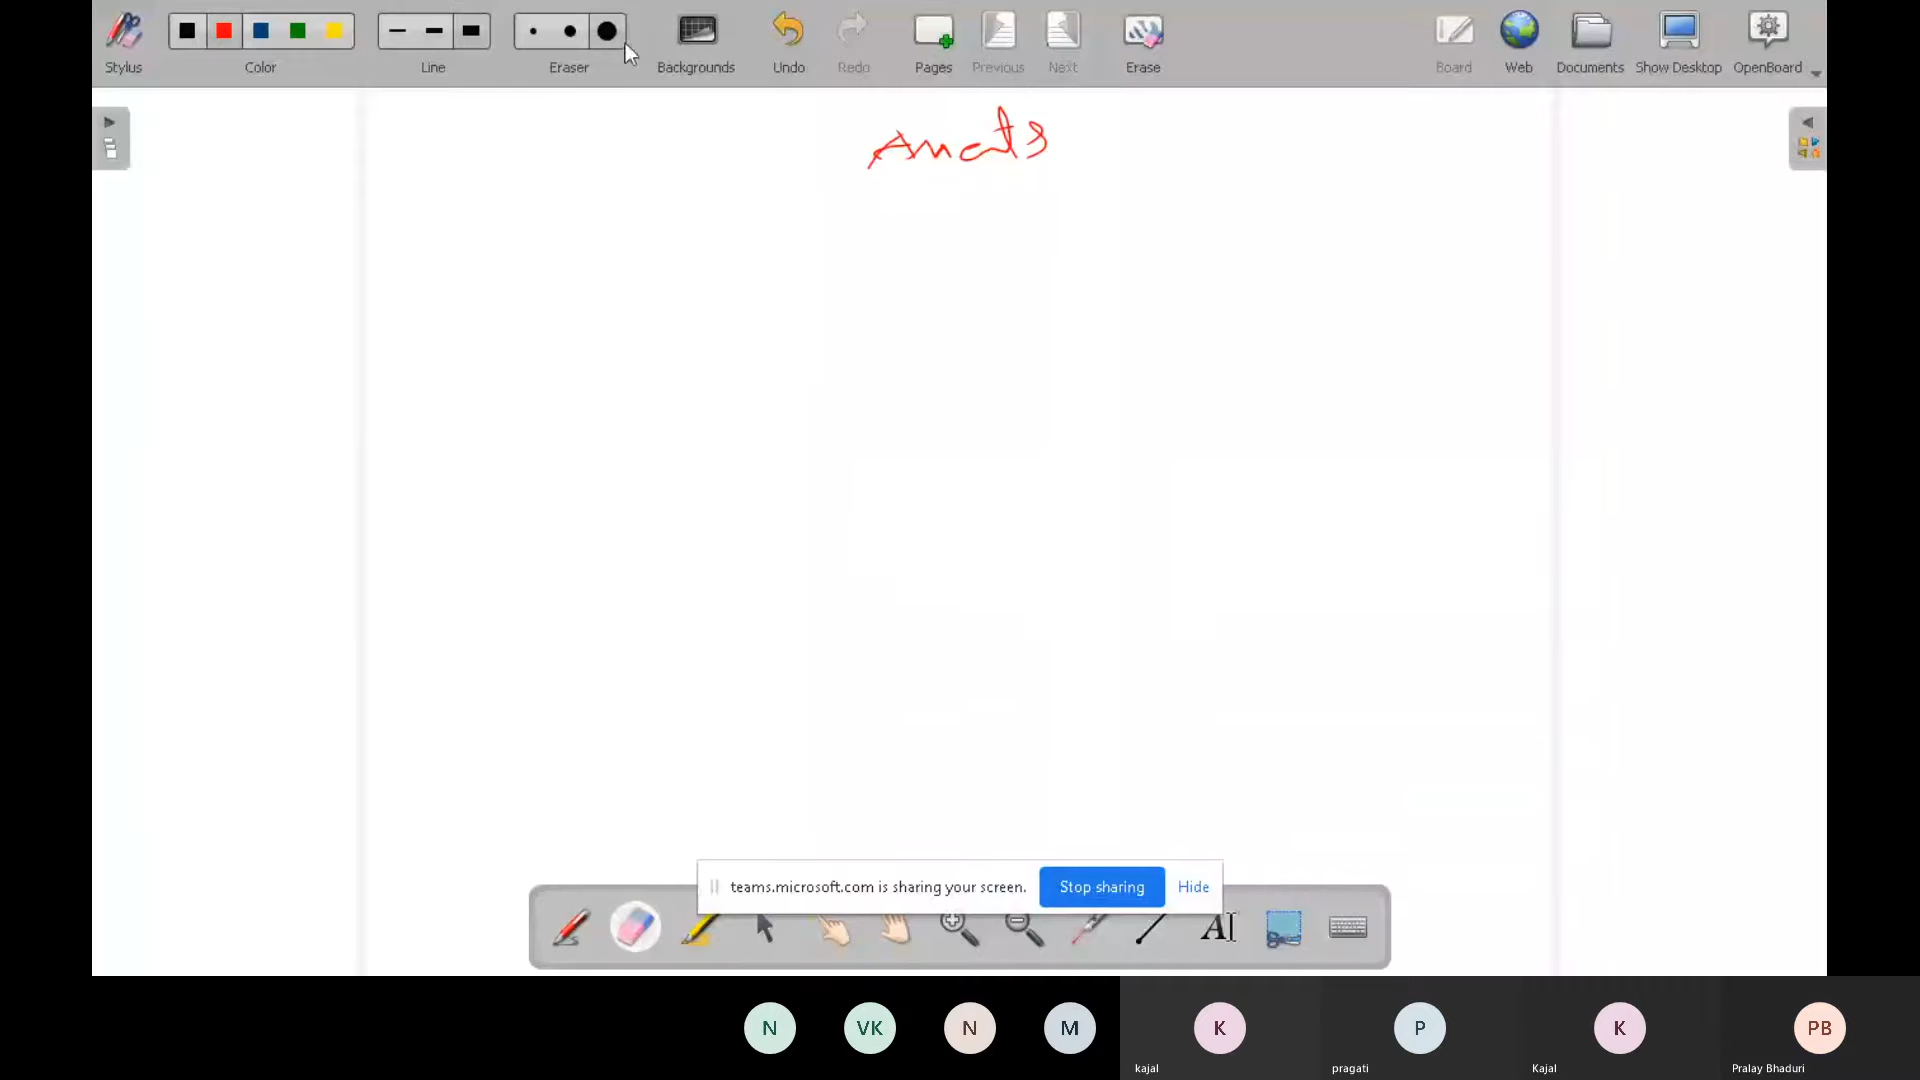 Stylus Color Line Eraser Backgrounds Undo Redo Pages Previous Next Erase Board Web Documents Show Desktop OpenBoard
teams.microsoft.com is sharing your screen. Stop sharing Hide
N VK N M K P K PB
kajal pragati Kajal Pralay Bhaduri